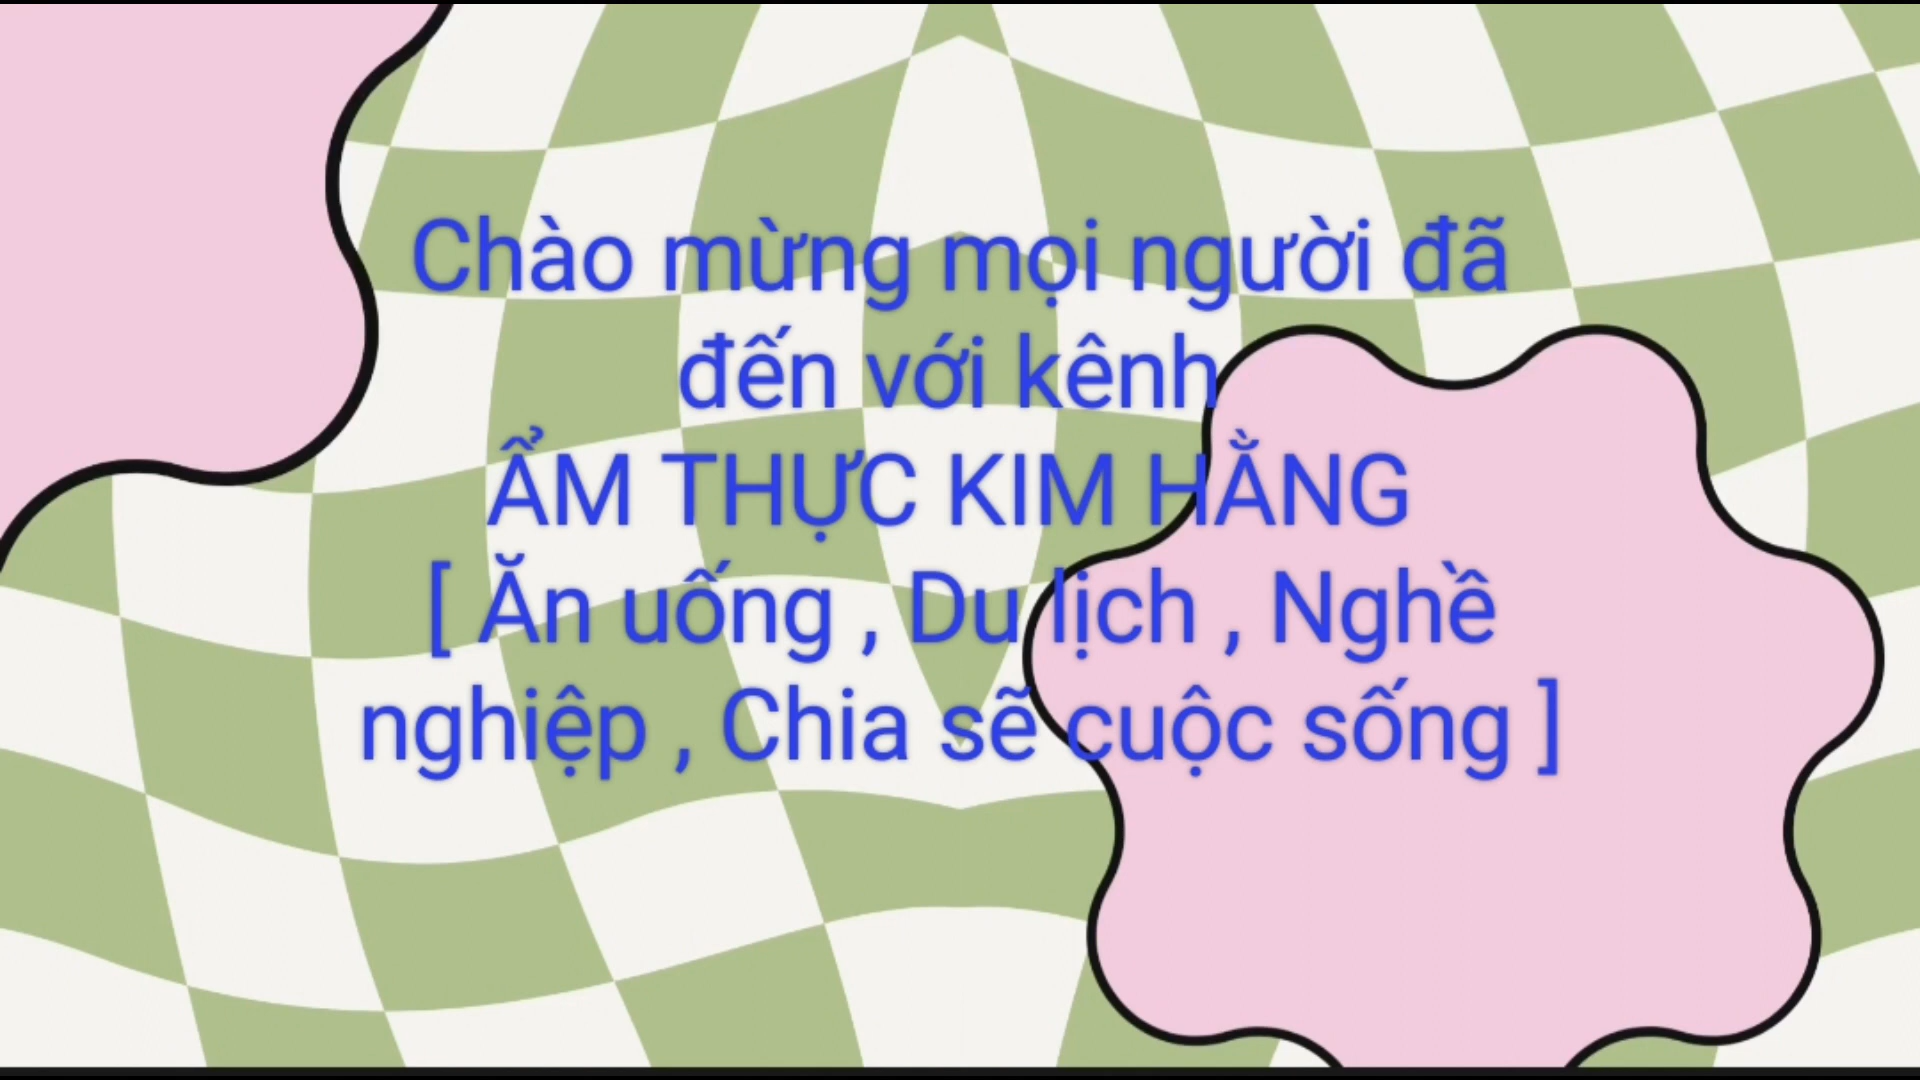 Chào mừng mọi người đã
đến với kênh
ẨM THỰC KIM HẰNG
[ Ăn uống , Du lịch , Nghề
nghiệp , Chia sẽ cuộc sống ]